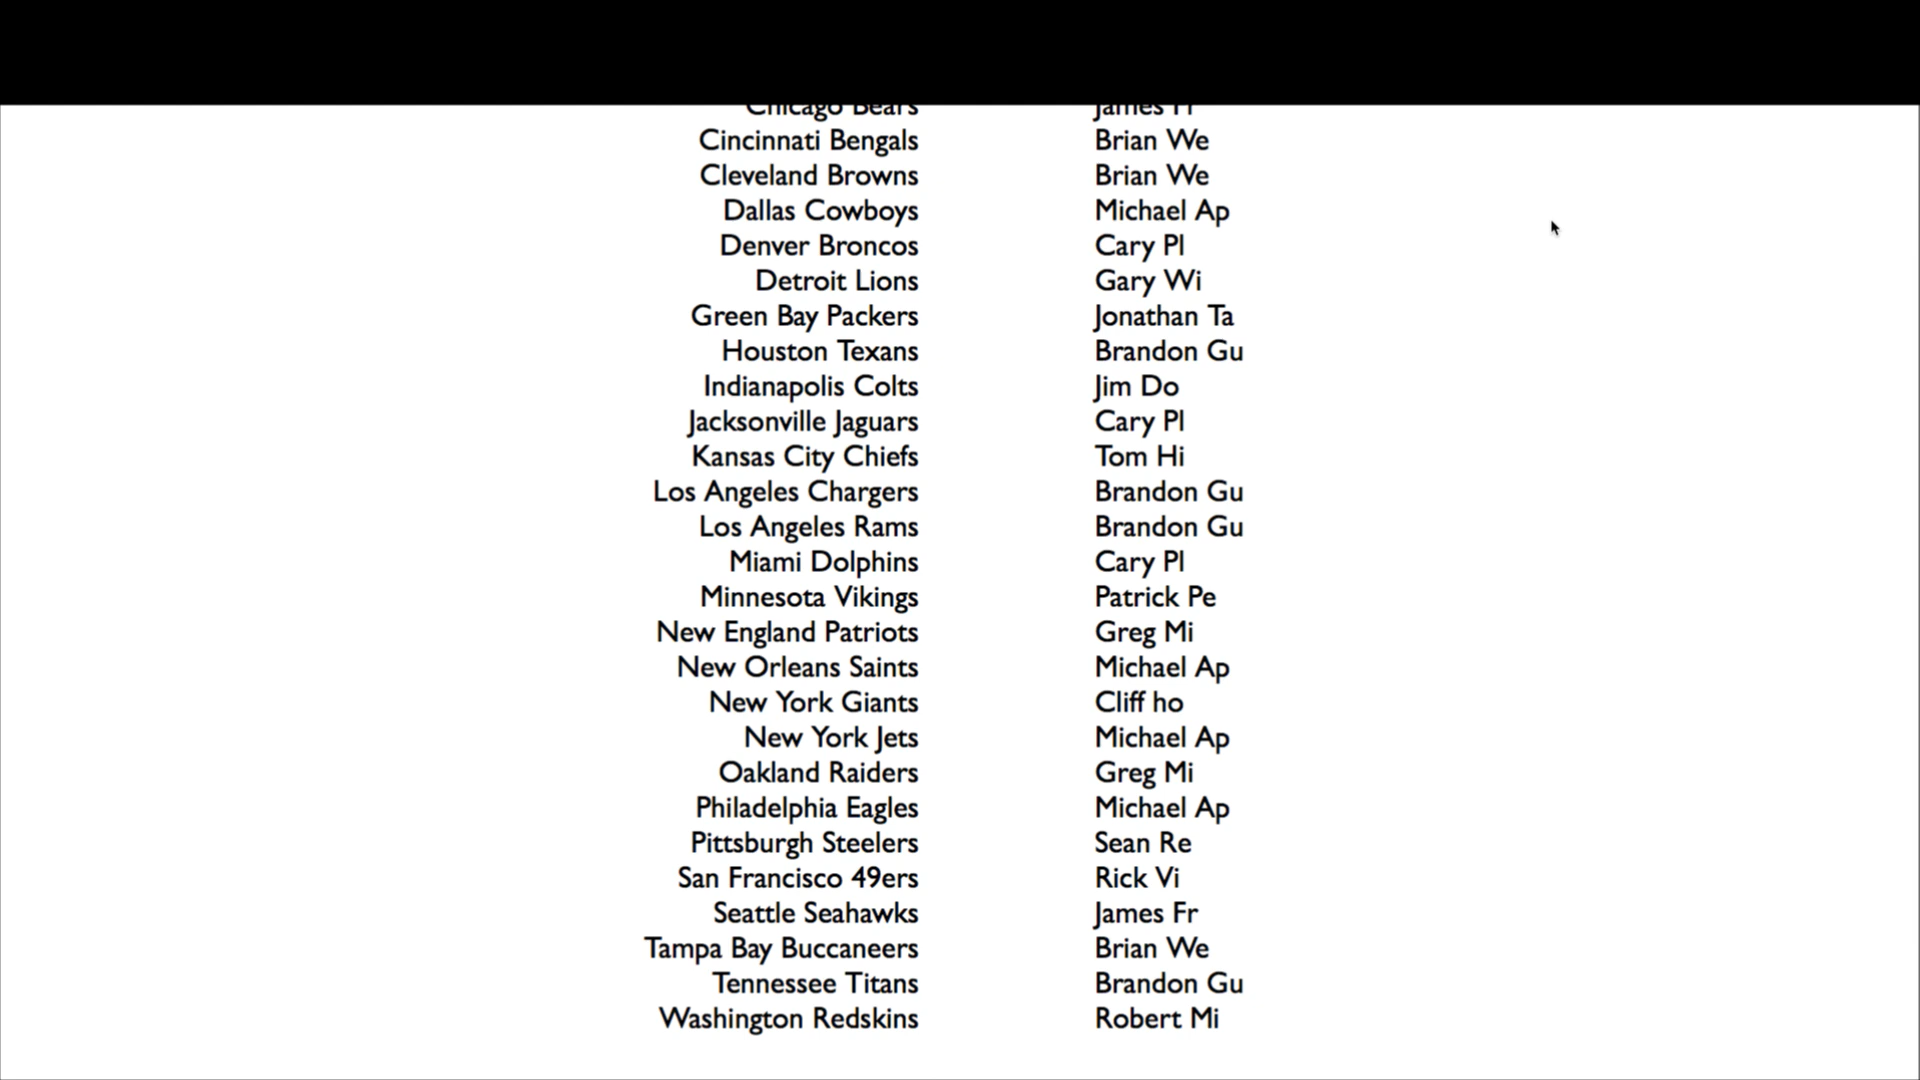 Chicago Bears James Fr
Cincinnati Bengals Brian We
Cleveland Browns Brian We
Dallas Cowboys Michael Ap
Denver Broncos Cary Pl
Detroit Lions Gary Wi
Green Bay Packers Jonathan Ta
Houston Texans Brandon Gu
Indianapolis Colts Jim Do
Jacksonville Jaguars Cary Pl
Kansas City Chiefs Tom Hi
Los Angeles Chargers Brandon Gu
Los Angeles Rams Brandon Gu
Miami Dolphins Cary Pl
Minnesota Vikings Patrick Pe
New England Patriots Greg Mi
New Orleans Saints Michael Ap
New York Giants Cliff ho
New York Jets Michael Ap
Oakland Raiders Greg Mi
Philadelphia Eagles Michael Ap
Pittsburgh Steelers Sean Re
San Francisco 49ers Rick Vi
Seattle Seahawks James Fr
Tampa Bay Buccaneers Brian We
Tennessee Titans Brandon Gu
Washington Redskins Robert Mi